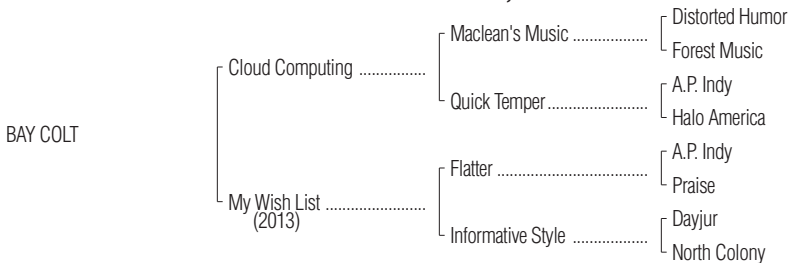 Distorted Humor
Maclean's Music ..................
Forest Music
Cloud Computing ................
A.P. Indy
Quick Temper........................
Halo America
BAY COLT
A.P. Indy
Flatter ....................................
Praise
My Wish List ........................
(2013)
Dayjur
Informative Style ..................
North Colony